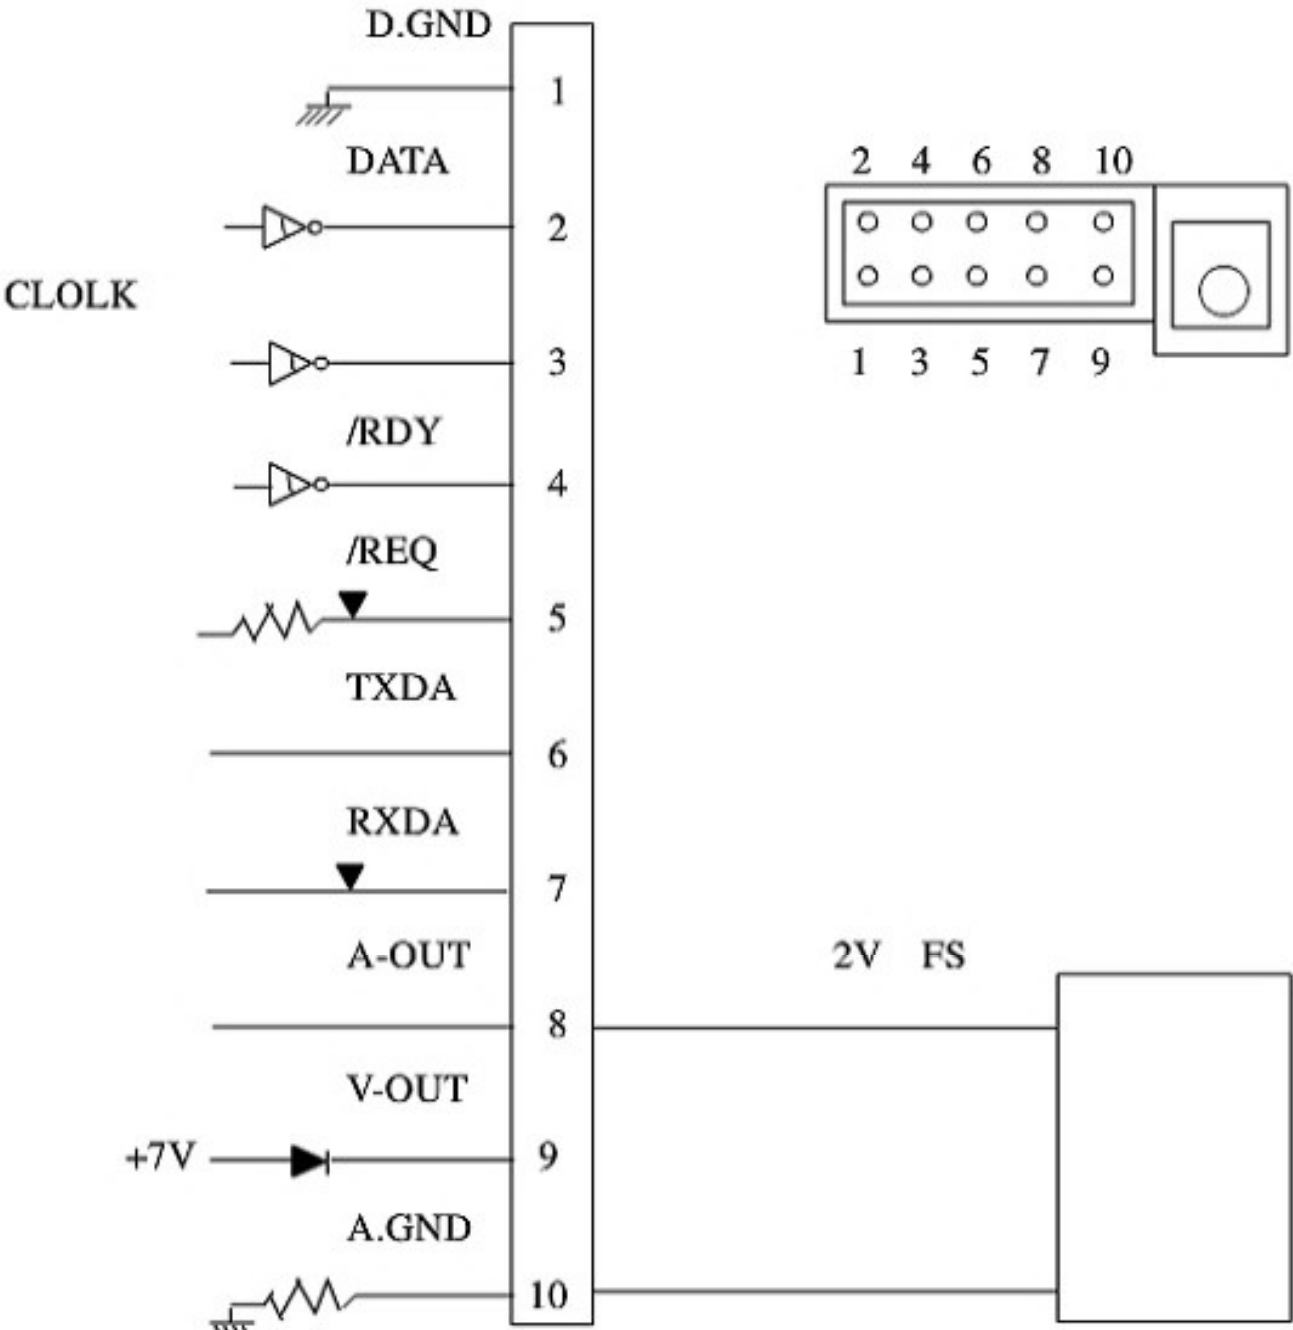 D.GND
1
DATA
2 4 6 8 10
2
CLOLK
3
1 3 5 7 9
/RDY
4
/REQ
5
TXDA
6
RXDA
7
A-OUT
2V FS
8
V-OUT
+7V
9
A.GND
10